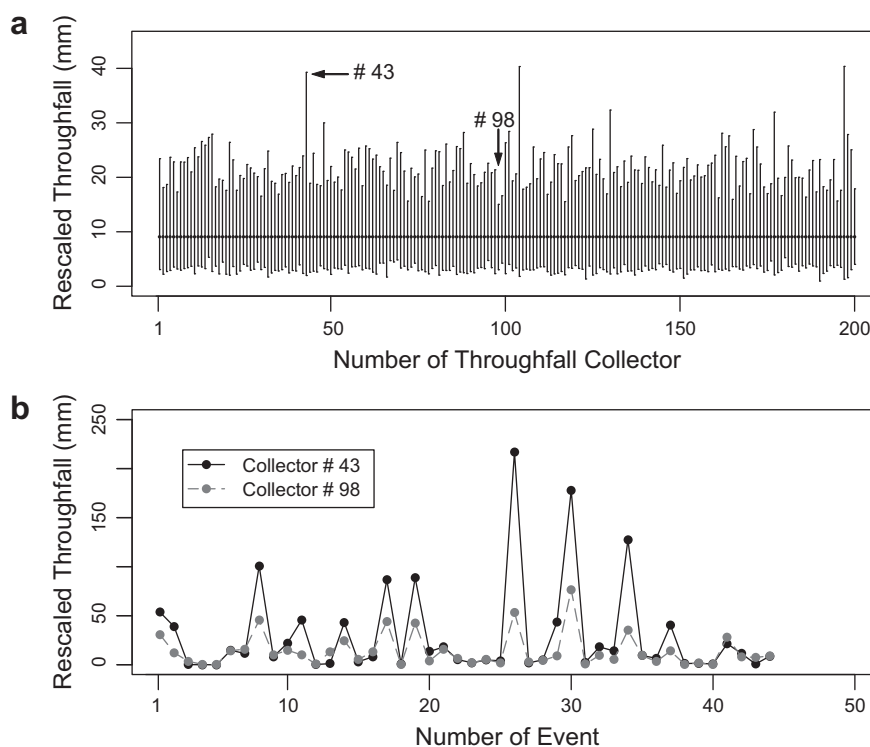 a
Rescaled Throughfall (mm)
40
30
20
10
0
# 43
# 98
1
50
100
150
200
Number of Throughfall Collector
b
Rescaled Throughfall (mm)
250
150
50
0
Collector # 43
Collector # 98
1
10
20
30
40
50
Number of Event